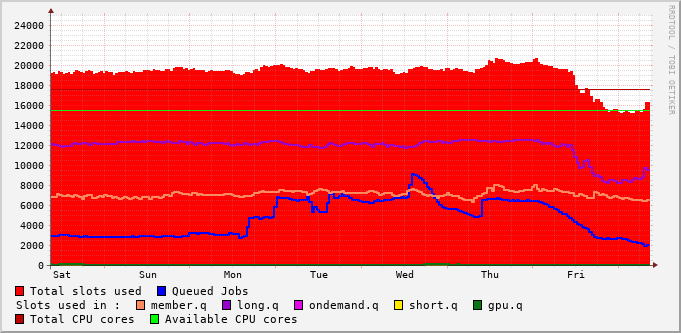 RRDTOOL / TOBI OETIKER
24000
22000
20000
18000
16000
14000
12000
10000
8000
6000
4000
2000
0
Sat Sun Mon Tue Wed Thu Fri
Total slots used Queued Jobs
Slots used in : member.q long.q ondemand.q short.q gpu.q
Total CPU cores Available CPU cores